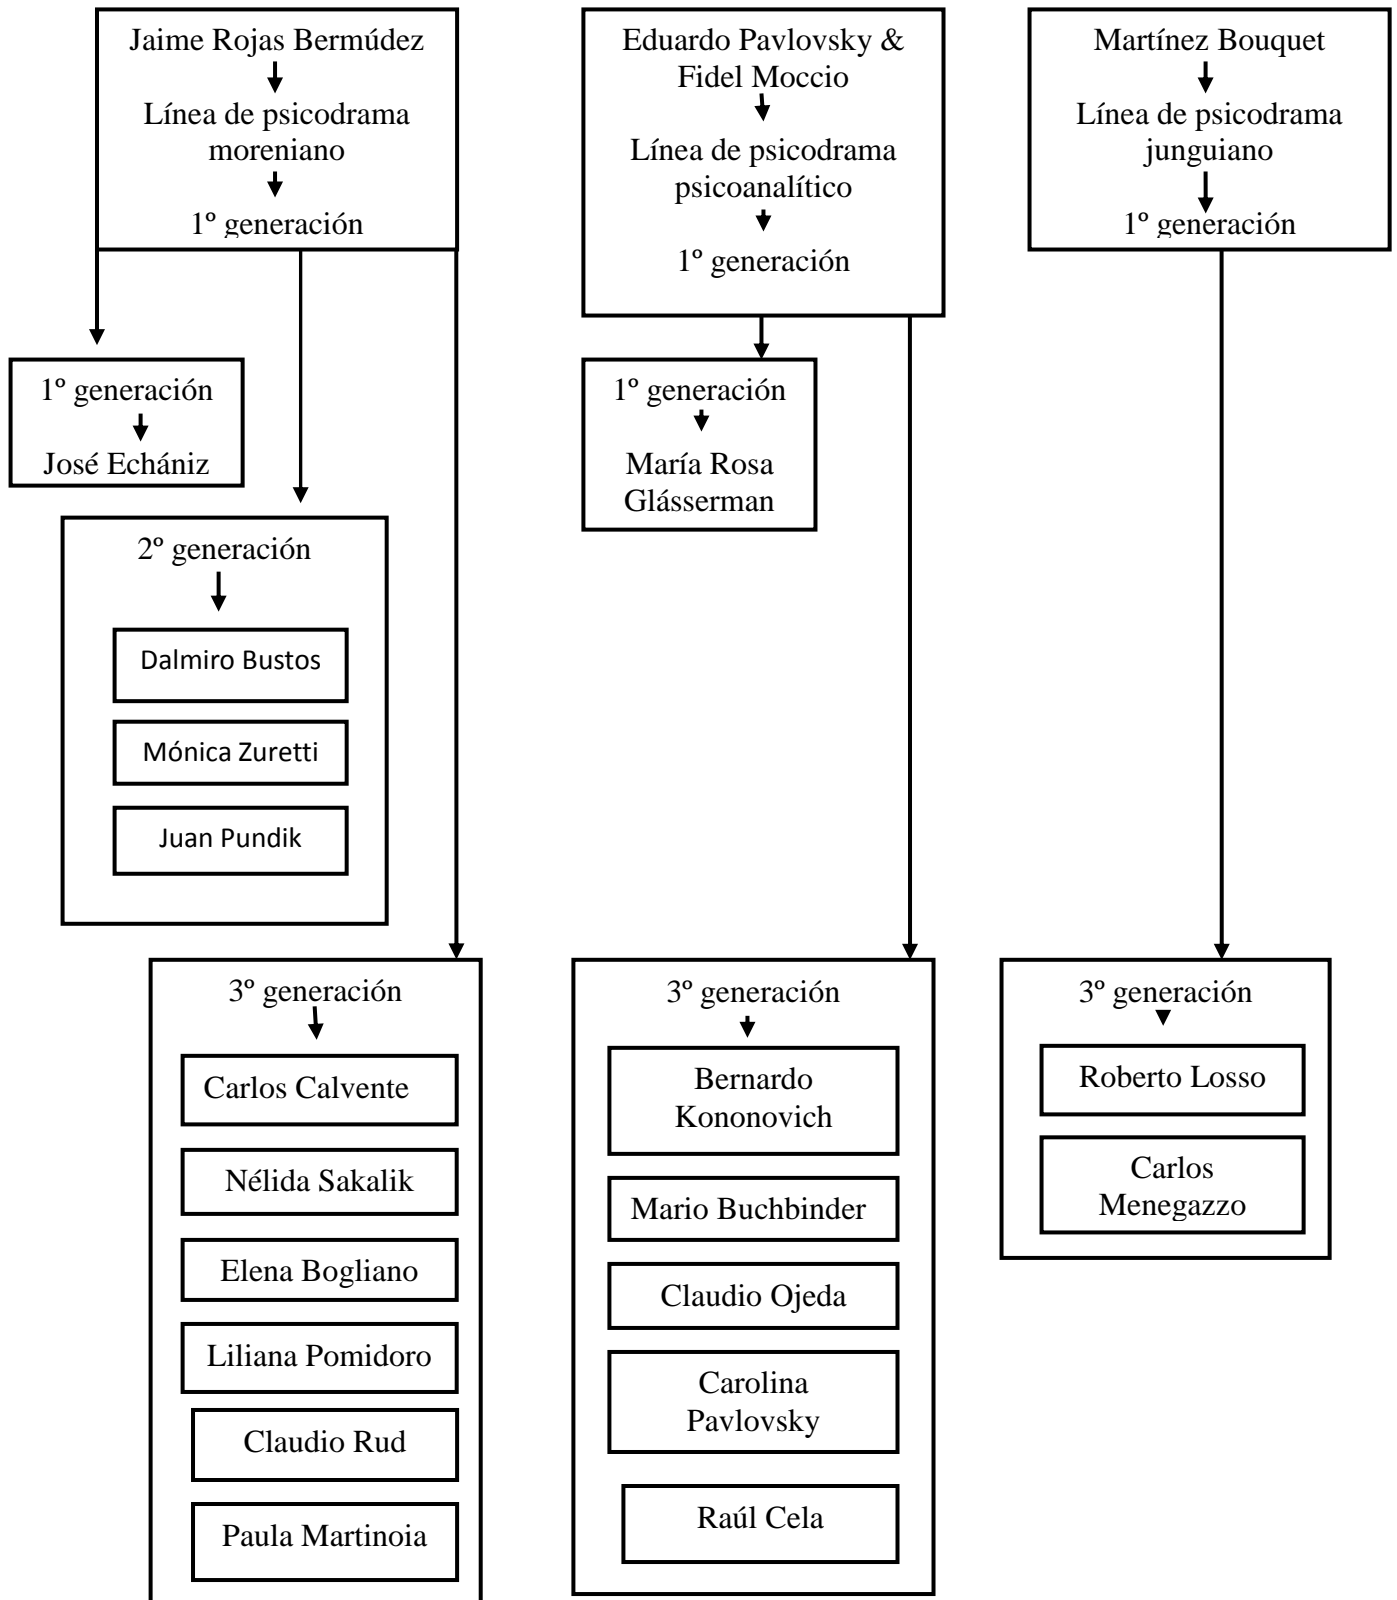 Jaime Rojas Bermúdez
Línea de psicodrama
moreniano
1º generación
1º generación
José Echániz
2º generación
Dalmiro Bustos
Mónica Zuretti
Juan Pundik
3º generación
Carlos Calvente
Nélida Sakalik
Elena Bogliano
Liliana Pomidoro
Claudio Rud
Paula Martinoia
Eduardo Pavlovsky &
Fidel Moccio
Línea de psicodrama
psicoanalítico
1º generación
1º generación
María Rosa
Glásserman
3º generación
Bernardo
Kononovich
Mario Buchbinder
Claudio Ojeda
Carolina
Pavlovsky
Raúl Cela
Martínez Bouquet
Línea de psicodrama
junguiano
1º generación
3º generación
Roberto Losso
Carlos
Menegazzo